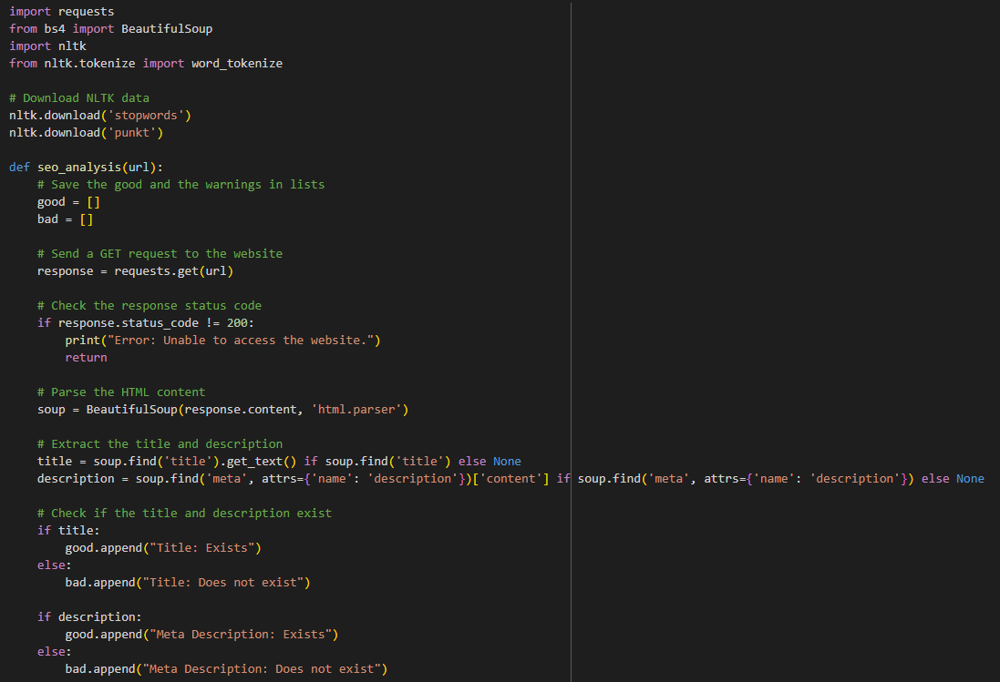 import requests
from bs4 import BeautifulSoup
import nltk
from nltk.tokenize import word_tokenize

# Download NLTK data
nltk.download('stopwords')
nltk.download('punkt')

def seo_analysis(url):
    # Save the good and the warnings in lists
    good = []
    bad = []

    # Send a GET request to the website
    response = requests.get(url)

    # Check the response status code
    if response.status_code != 200:
        print("Error: Unable to access the website.")
        return

    # Parse the HTML content
    soup = BeautifulSoup(response.content, 'html.parser')

    # Extract the title and description
    title = soup.find('title').get_text() if soup.find('title') else None
    description = soup.find('meta', attrs={'name': 'description'})['content'] if soup.find('meta', attrs={'name': 'description'}) else None

    # Check if the title and description exist
    if title:
        good.append("Title: Exists")
    else:
        bad.append("Title: Does not exist")

    if description:
        good.append("Meta Description: Exists")
    else:
        bad.append("Meta Description: Does not exist")